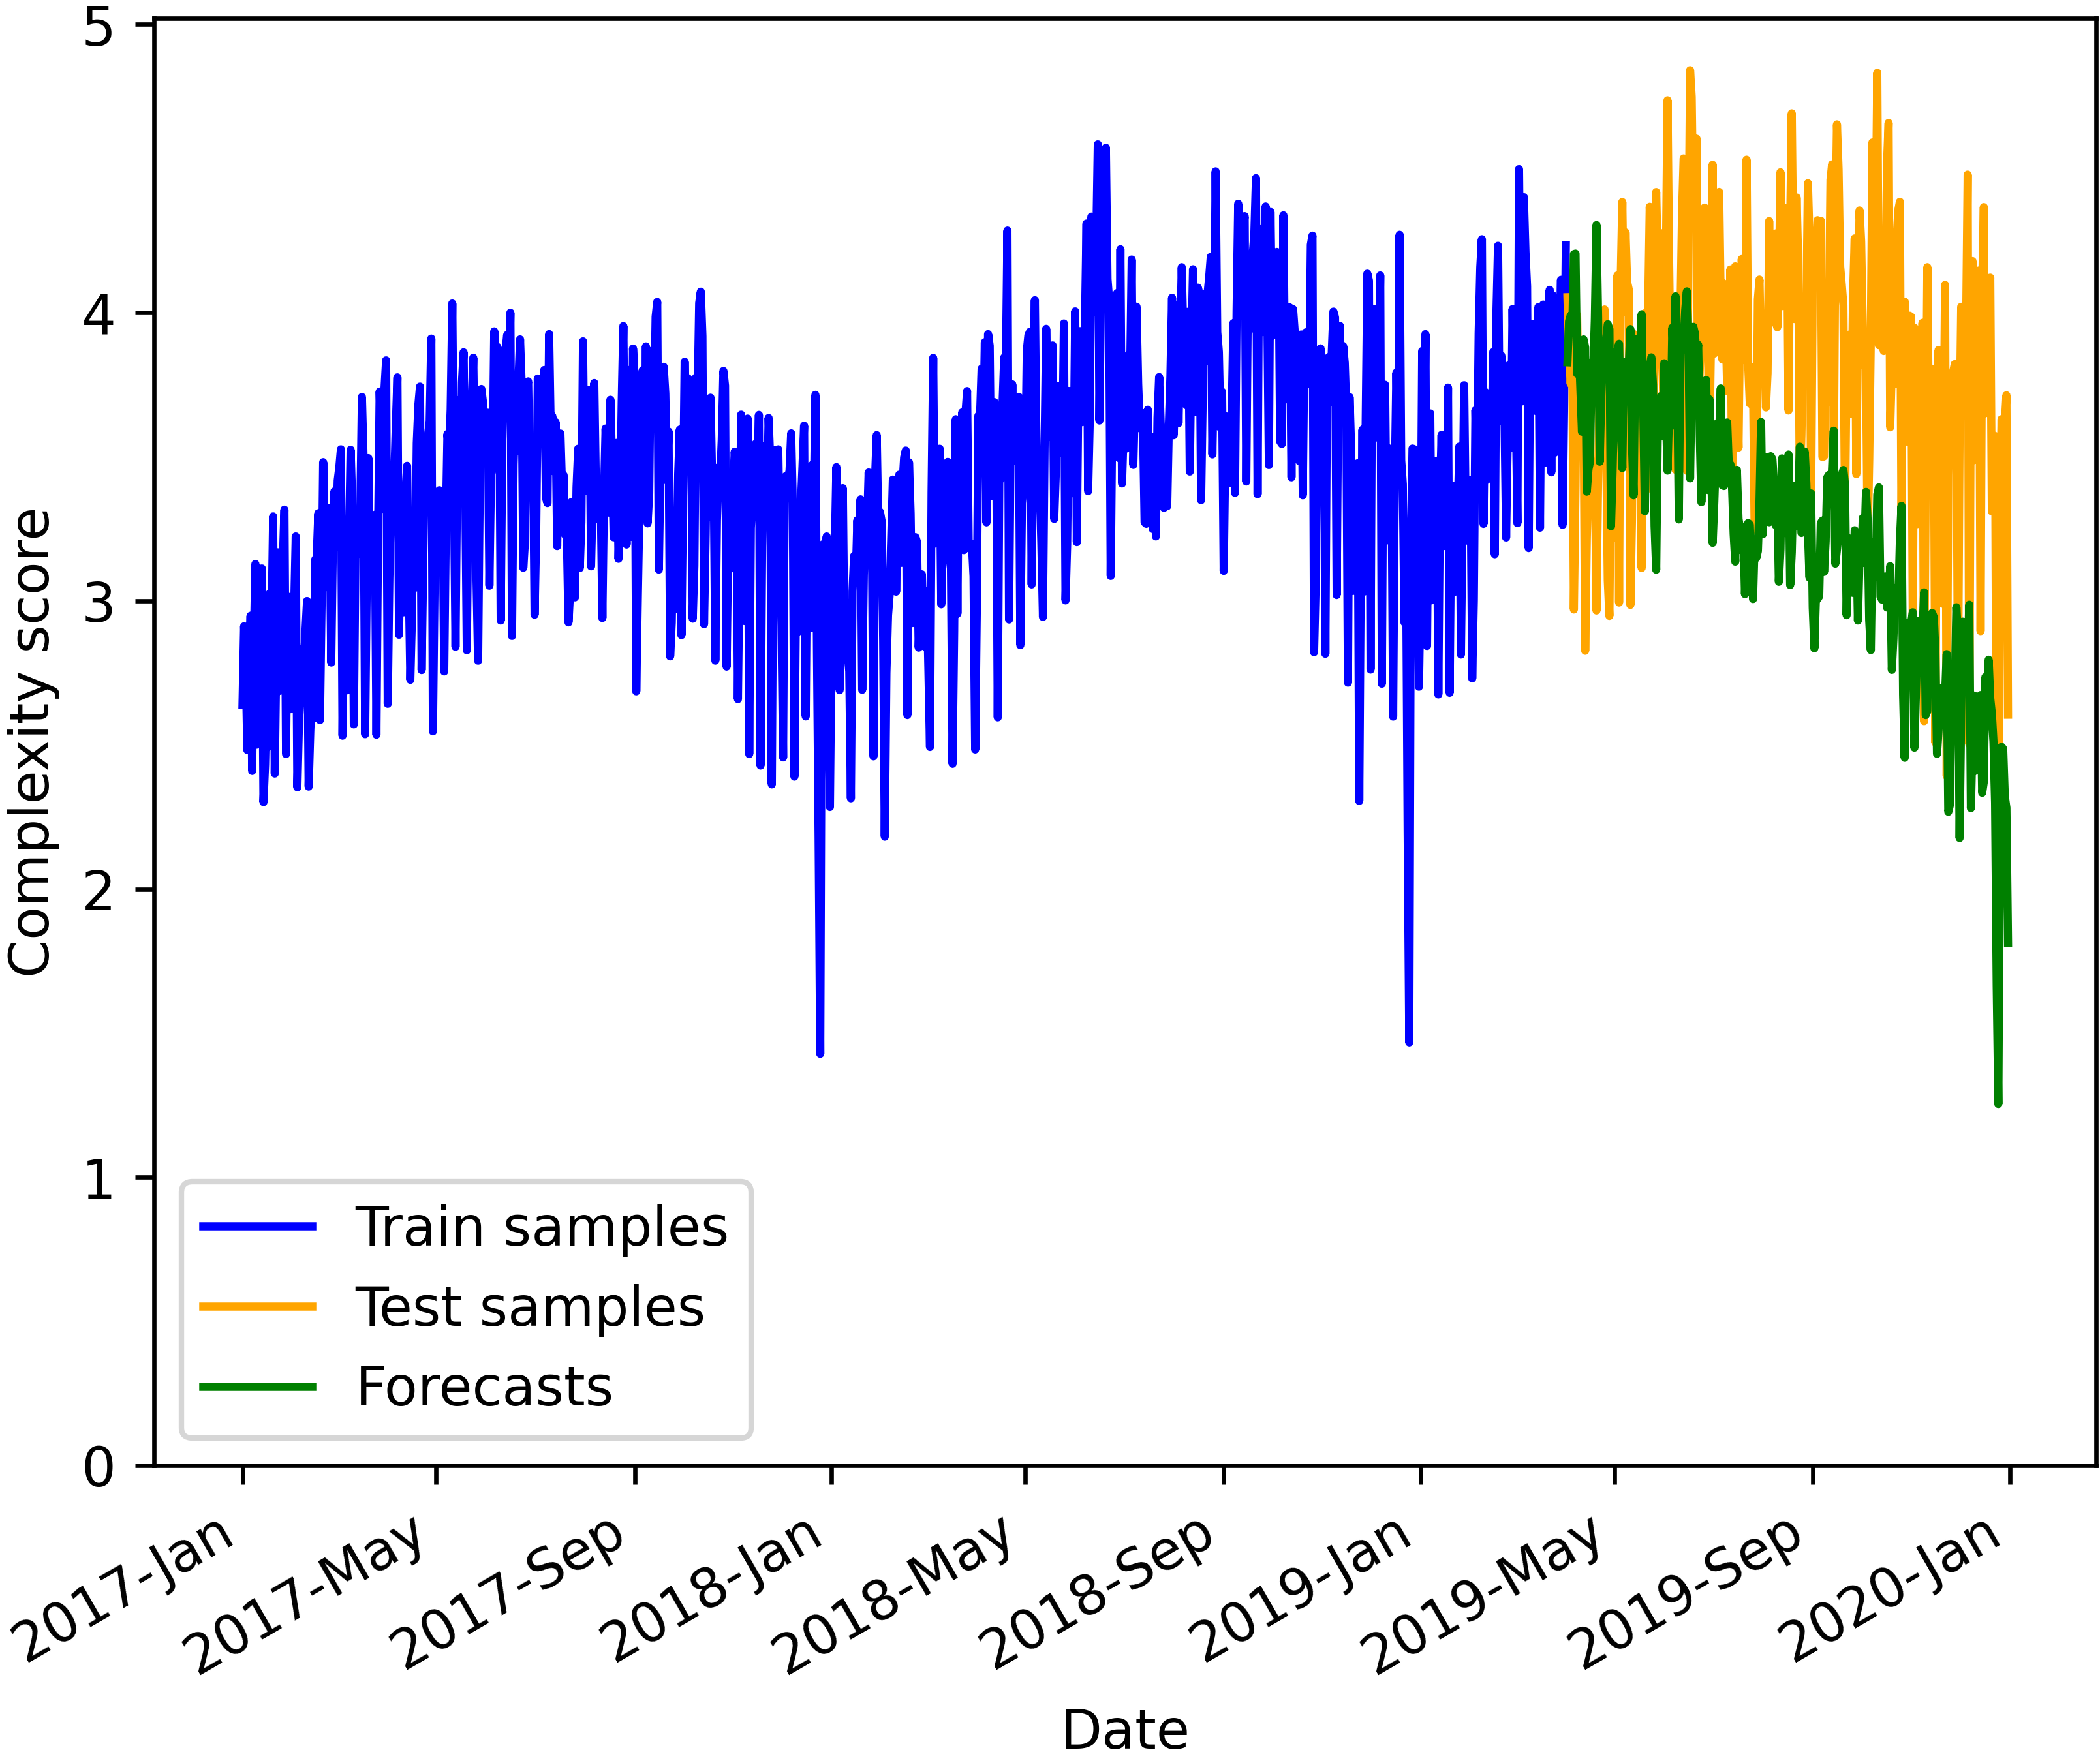 5
4
3
2
1
0
Complexity score
Train samples
Test samples
Forecasts
2017-Jan
2017-May
2017-Sep
2018-Jan
2018-May
2018-Sep
2019-Jan
2019-May
2019-Sep
2020-Jan
Date